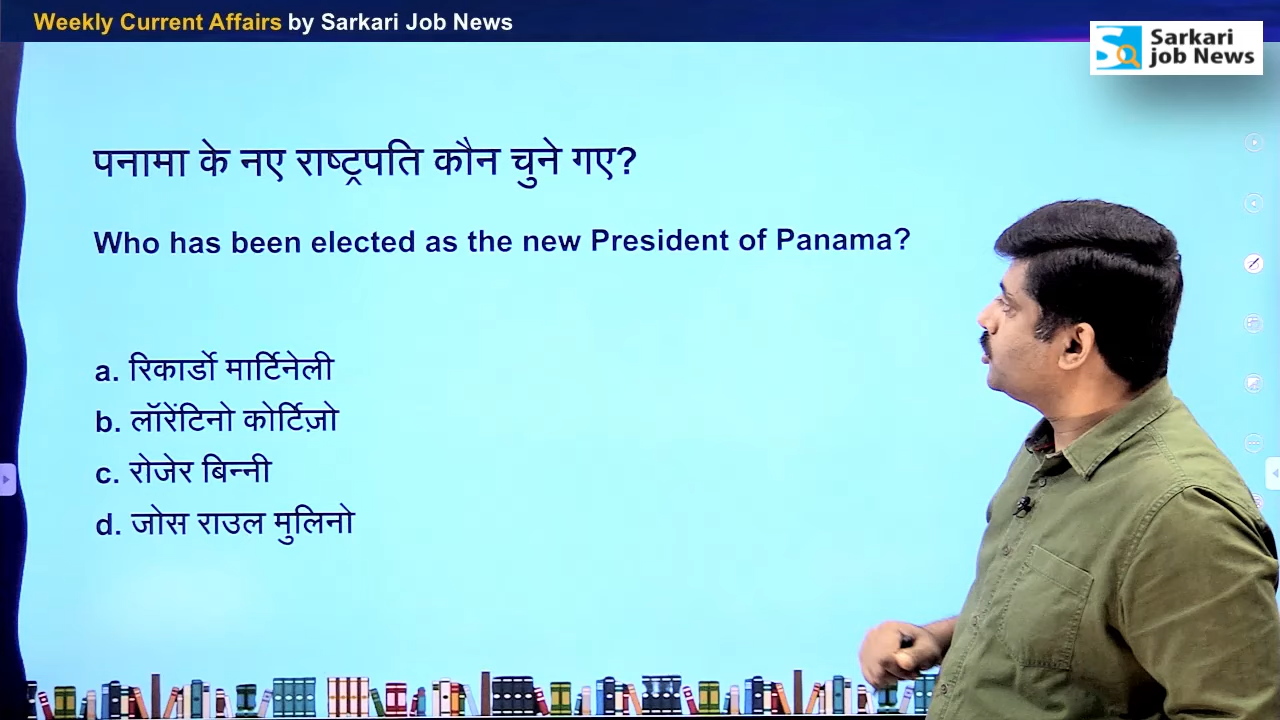 Weekly Current Affairs by Sarkari Job News
Sarkari
Job News
पनामा के नए राष्ट्रपति कौन चुने गए?
Who has been elected as the new President of Panama?
a. रिकार्डो मार्टिनेली
b. लॉरेंटिनो कोर्टिज़ो
c. रोजेर बिन्नी
d. जोस राउल मुलिनो